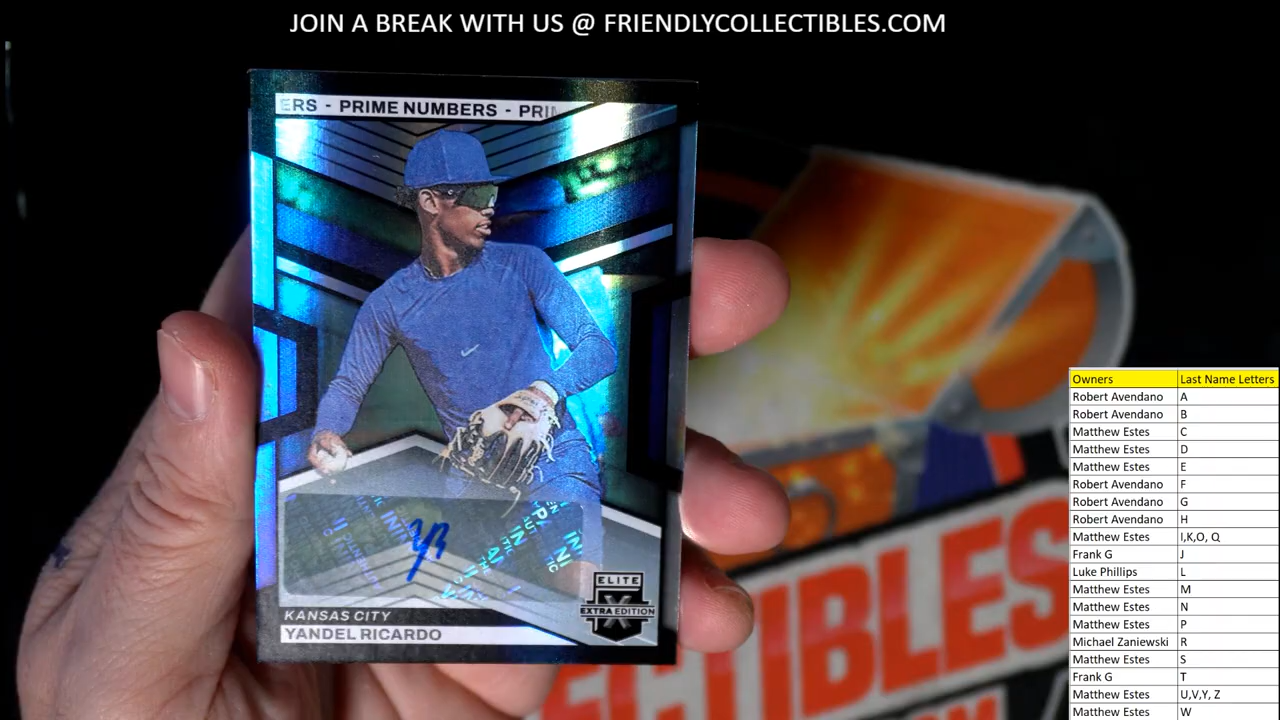 JOIN A BREAK WITH US @ FRIENDLYCOLLECTIBLES.COM
ERS - PRIME NUMBERS - PRI
ELITE
X
EXTRA EDITION
KANSAS CITY
YANDEL RICARDO
ECTIBLES
Owners Last Name Letters
Robert Avendano A
Robert Avendano B
Matthew Estes C
Matthew Estes D
Matthew Estes E
Robert Avendano F
Robert Avendano G
Robert Avendano H
Matthew Estes I,K,O, Q
Frank G J
Luke Phillips L
Matthew Estes M
Matthew Estes N
Matthew Estes P
Michael Zaniewski R
Matthew Estes S
Frank G T
Matthew Estes U,V,Y, Z
Matthew Estes W